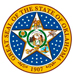 GREAT SEAL OF THE STATE OF OKLAHOMA
1907